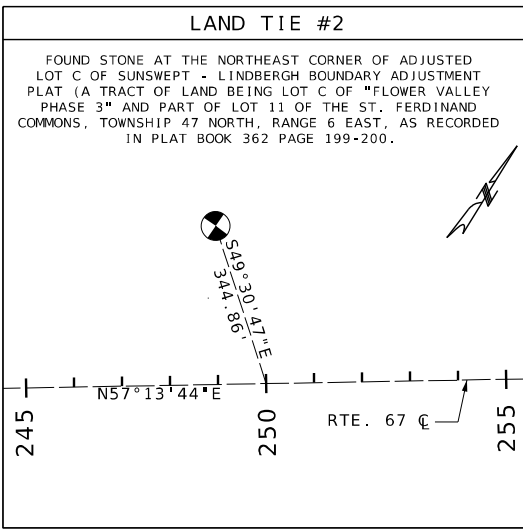 LAND TIE #2
FOUND STONE AT THE NORTHEAST CORNER OF ADJUSTED
LOT C OF SUNSWEPT - LINDBERGH BOUNDARY ADJUSTMENT
PLAT (A TRACT OF LAND BEING LOT C OF "FLOWER VALLEY
PHASE 3" AND PART OF LOT 11 OF THE ST. FERDINAND
COMMONS, TOWNSHIP 47 NORTH, RANGE 6 EAST, AS RECORDED
IN PLAT BOOK 362 PAGE 199-200.
N
S49°30'47"E
344.86'
N57°13'44"E
RTE. 67 ℄
245
250
255